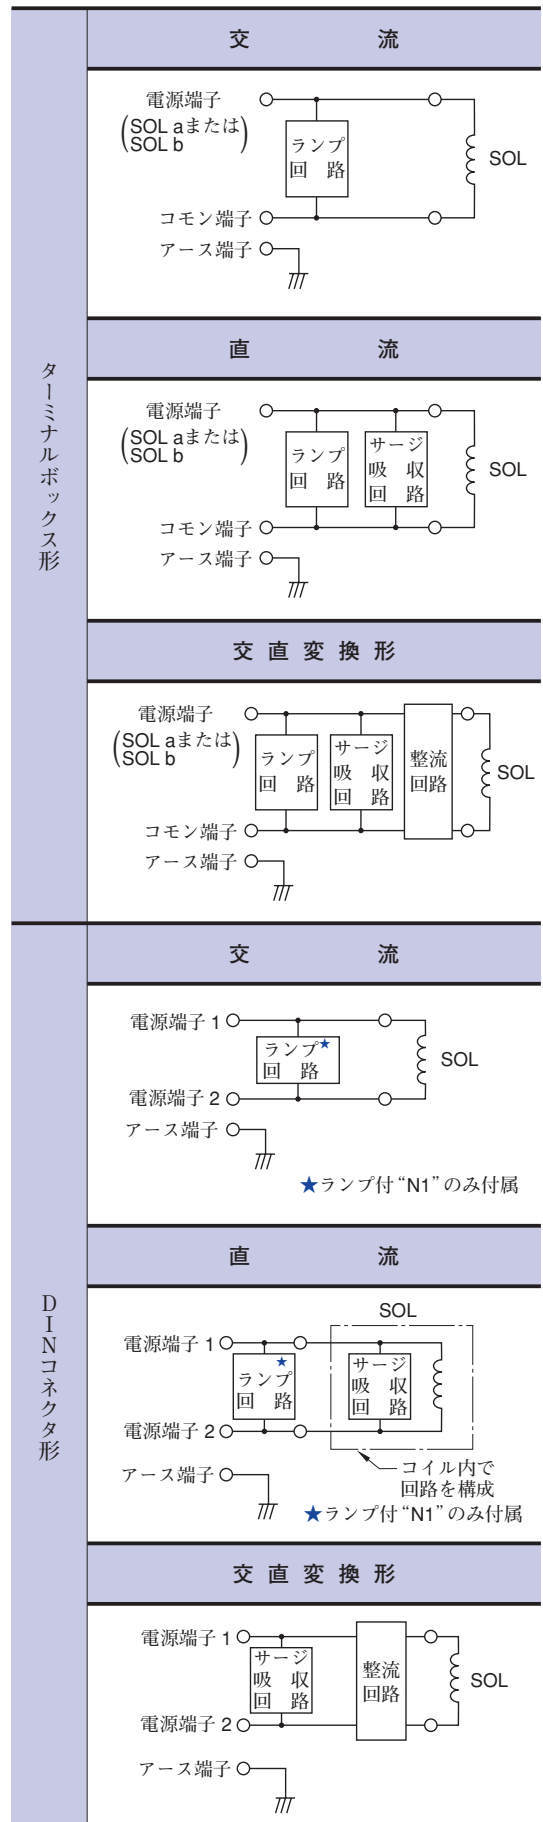 ターミナルボックス形
交 流
電源端子
(SOL aまたは
SOL b)
ランプ
回 路
SOL
コモン端子
アース端子
直 流
電源端子
(SOL aまたは
SOL b)
ランプ
回 路
サージ
吸 収
回 路
SOL
コモン端子
アース端子
交直変換形
電源端子
(SOL aまたは
SOL b)
ランプ
回 路
サージ
吸 収
回 路
整流
回路
SOL
コモン端子
アース端子
DINコネクタ形
交 流
電源端子 1
ランプ★
回 路
SOL
電源端子 2
アース端子
★ランプ付“N1”のみ付属
直 流
SOL
電源端子 1
★
ランプ
回 路
サージ
吸 収
回 路
電源端子 2
アース端子
コイル内で
回路を構成
★ランプ付“N1”のみ付属
交直変換形
電源端子 1
サージ
吸 収
回 路
整流
回路
SOL
電源端子 2
アース端子